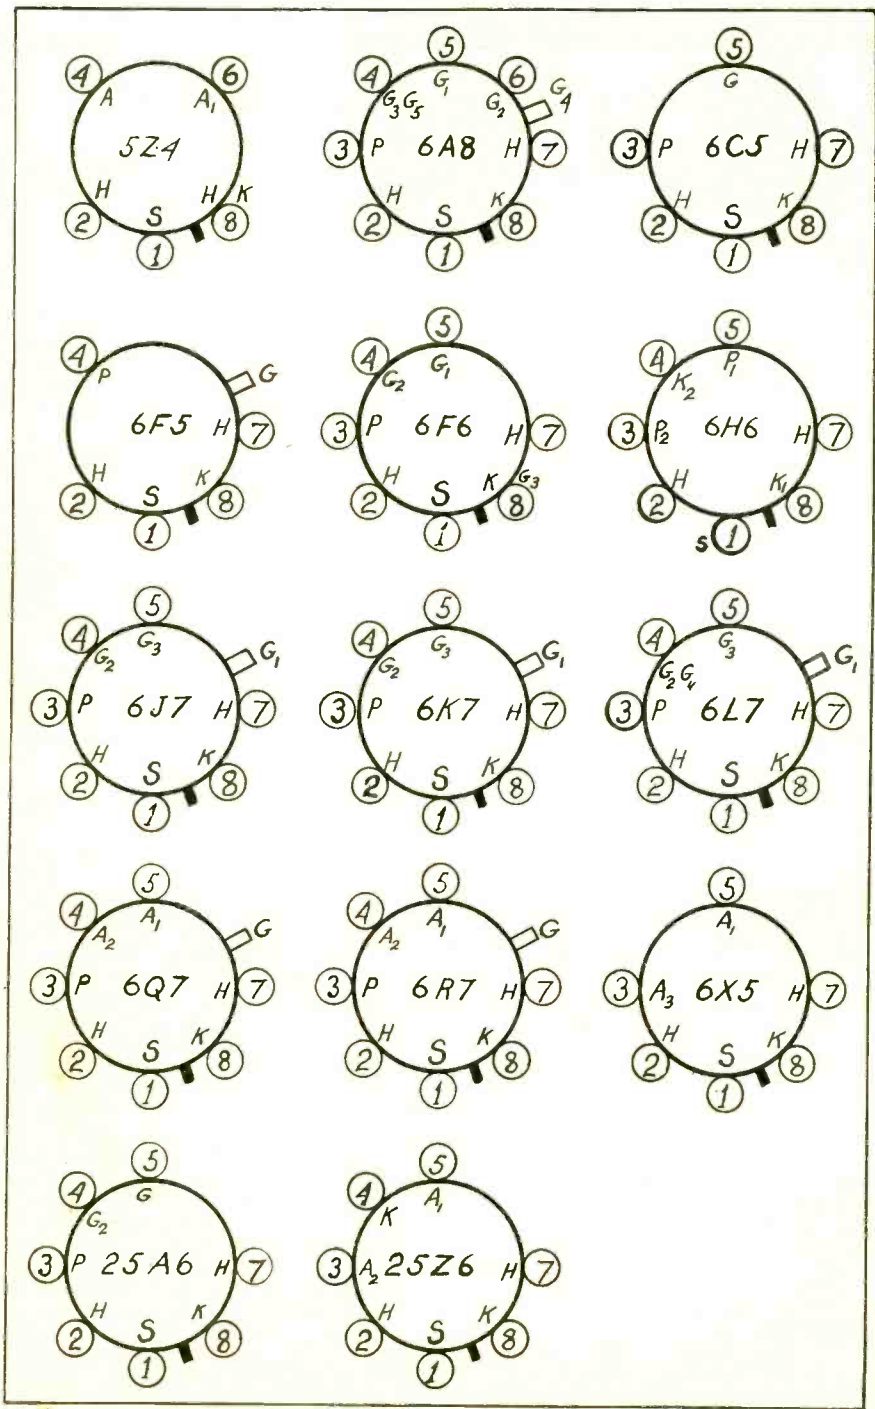 4 6
A A1
5Z4
H H K
2 S 8
1
5
4 G1 6 G4
G3 G5 G2
3 P 6A8 H 7
H K
2 S 8
1
5
G
3 P 6C5 H 7
H K
2 S 8
1
4 G
P
6F5 H 7
H K
2 S 8
1
5
4 G1
G2
3 P 6F6 H 7
H K G3
2 S 8
1
5
4 P1
K2
3 P2 6H6 H 7
H K1
2 8
S 1
5
4 G3 G1
G2
3 P 6J7 H 7
H K
2 S 8
1
5
4 G3 G1
G2
3 P 6K7 H 7
H K
2 S 8
1
5
4 G3 G1
G2 G4
3 P 6L7 H 7
H K
2 S 8
1
5
4 A1 G
A2
3 P 6Q7 H 7
H K
2 S 8
1
5
4 A1 G
A2
3 P 6R7 H 7
H K
2 S 8
1
5
A1
3 A3 6X5 H 7
H K
2 S 8
1
5
4 G
G2
3 P 25A6 H 7
H K
2 S 8
1
5
4 A1
K
3 A2 25Z6 H 7
H K
2 S 8
1